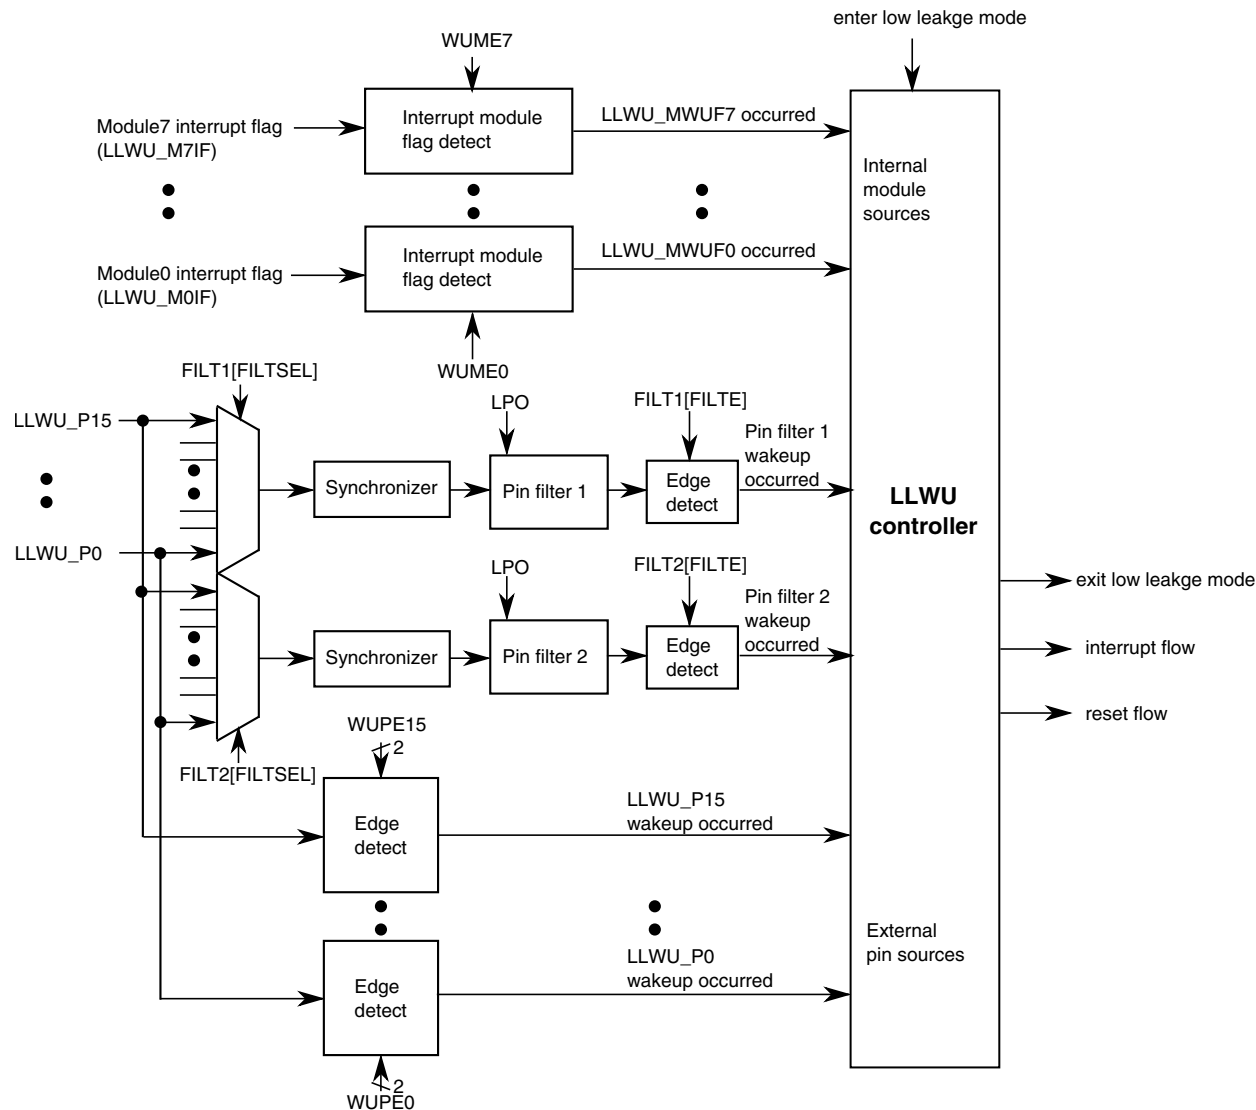 enter low leakge mode
WUME7
Module7 interrupt flag
(LLWU_M7IF)
Interrupt module
flag detect
LLWU_MWUF7 occurred
Internal
module
sources
Module0 interrupt flag
(LLWU_M0IF)
Interrupt module
flag detect
LLWU_MWUF0 occurred
WUME0
FILT1[FILTSEL]
LLWU_P15
LLWU_P0
LPO
FILT1[FILTE]
Synchronizer
Pin filter 1
Edge
detect
Pin filter 1
wakeup
occurred
LLWU
controller
LPO
FILT2[FILTE]
Synchronizer
Pin filter 2
Edge
detect
Pin filter 2
wakeup
occurred
exit low leakge mode
interrupt flow
reset flow
FILT2[FILTSEL]
WUPE15
2
Edge
detect
LLWU_P15
wakeup occurred
External
pin sources
Edge
detect
LLWU_P0
wakeup occurred
2
WUPE0